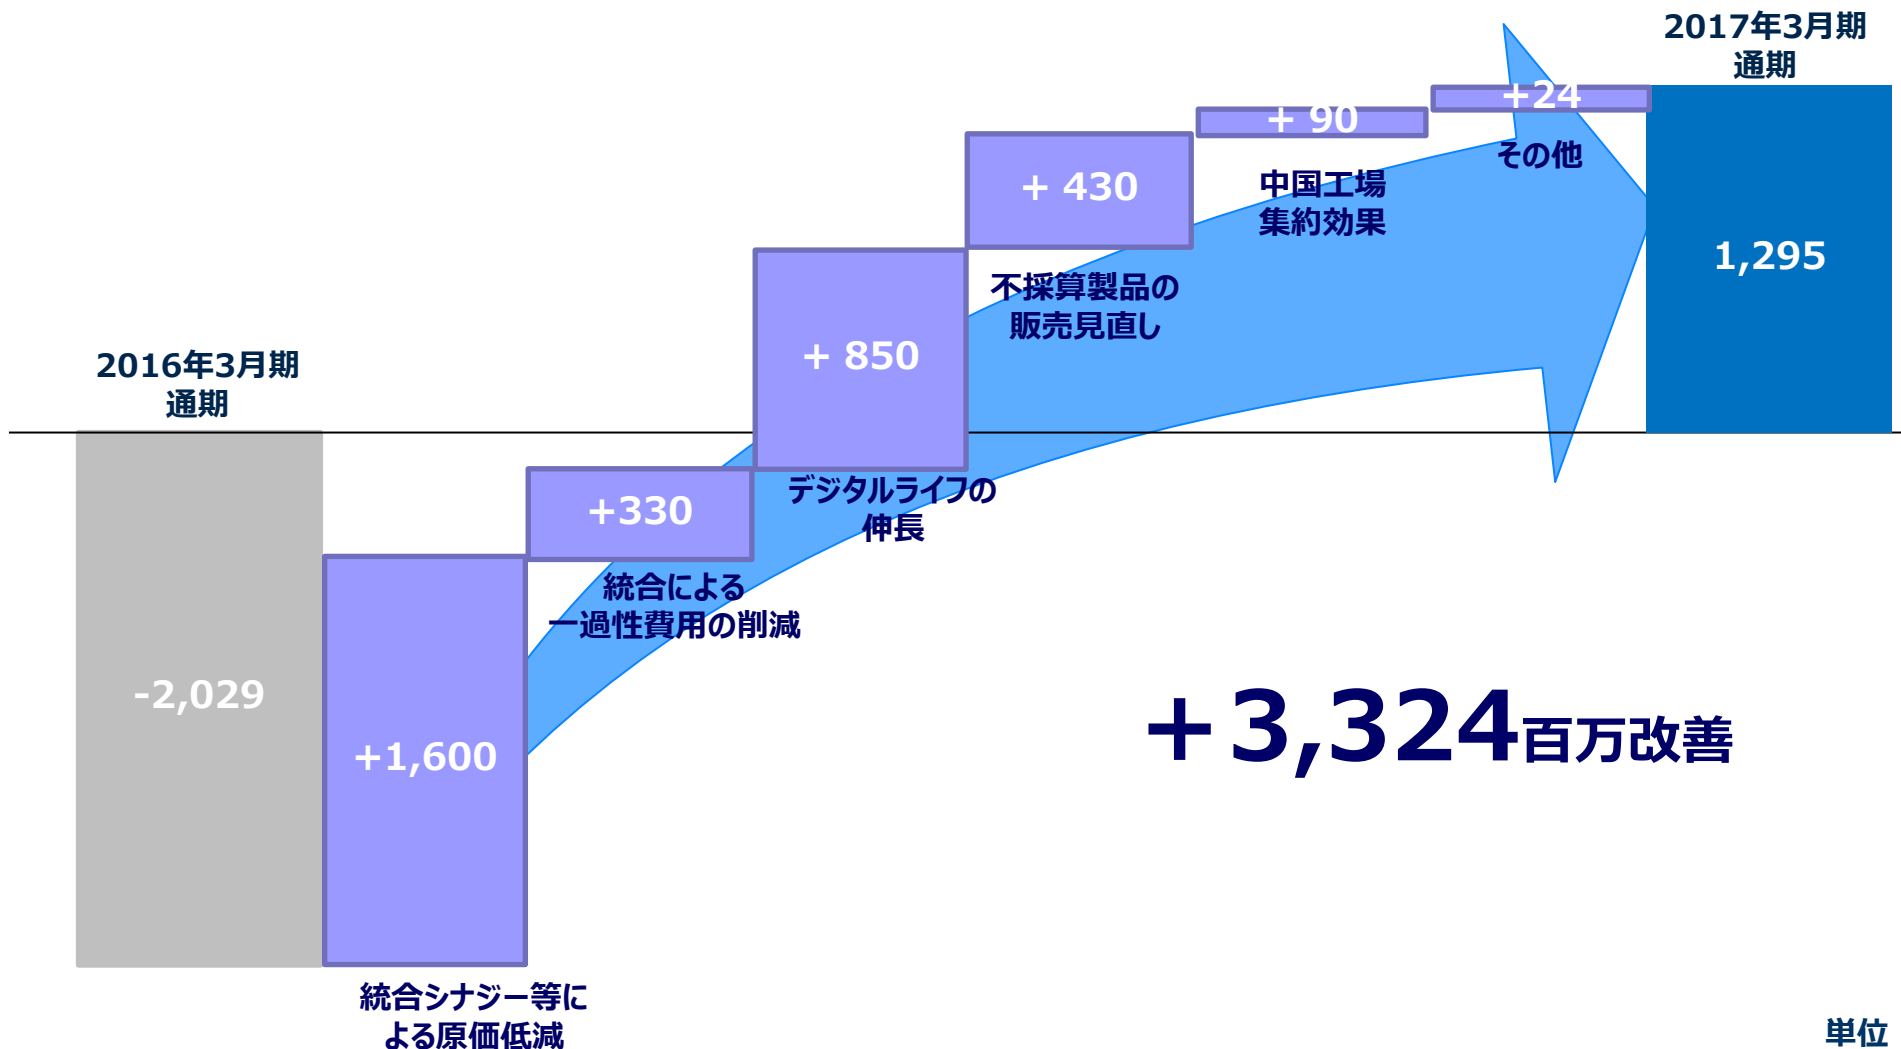 2016年3月期
通期
-2,029
+1,600
統合シナジー等に
よる原価低減
+330
統合による
一過性費用の削減
+ 850
デジタルライフの
伸長
+ 430
不採算製品の
販売見直し
+ 90
中国工場
集約効果
+24
その他
2017年3月期
通期
1,295
+3,324百万改善
単位